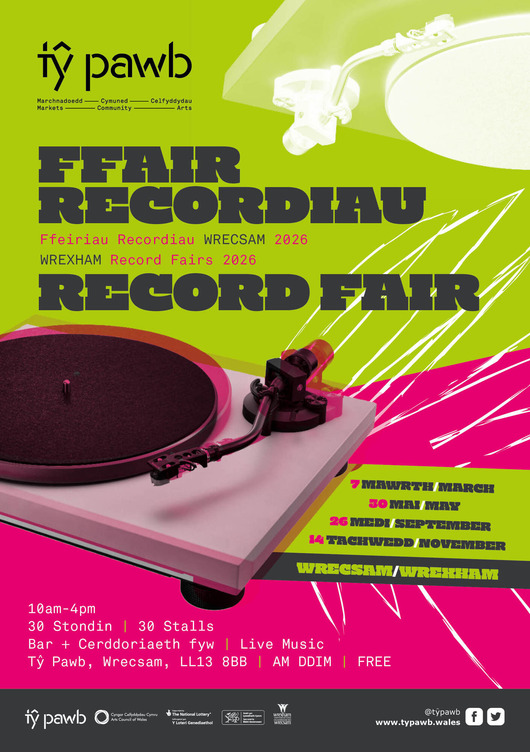 tŷ pawb
Marchnadoedd — Cymuned — Celfyddydau
Markets — Community — Arts
FFAIR
RECORDIAU
Ffeiriau Recordiau WRECSAM 2026
WREXHAM Record Fairs 2026
RECORD FAIR
7 MAWRTH/MARCH
30 MAI/MAY
26 MEDI/SEPTEMBER
14 TACHWEDD/NOVEMBER
WRECSAM/WREXHAM
10am-4pm
30 Stondin | 30 Stalls
Bar + Cerddoriaeth fyw | Live Music
Tŷ Pawb, Wrecsam, LL13 8BB | AM DDIM | FREE
tŷ pawb
Cyngor Celfyddydau Cymru
Arts Council of Wales
The National Lottery
Y Loteri Genedlaethol
wrexham
wrecsam
@tŷpawb
www.typawb.wales